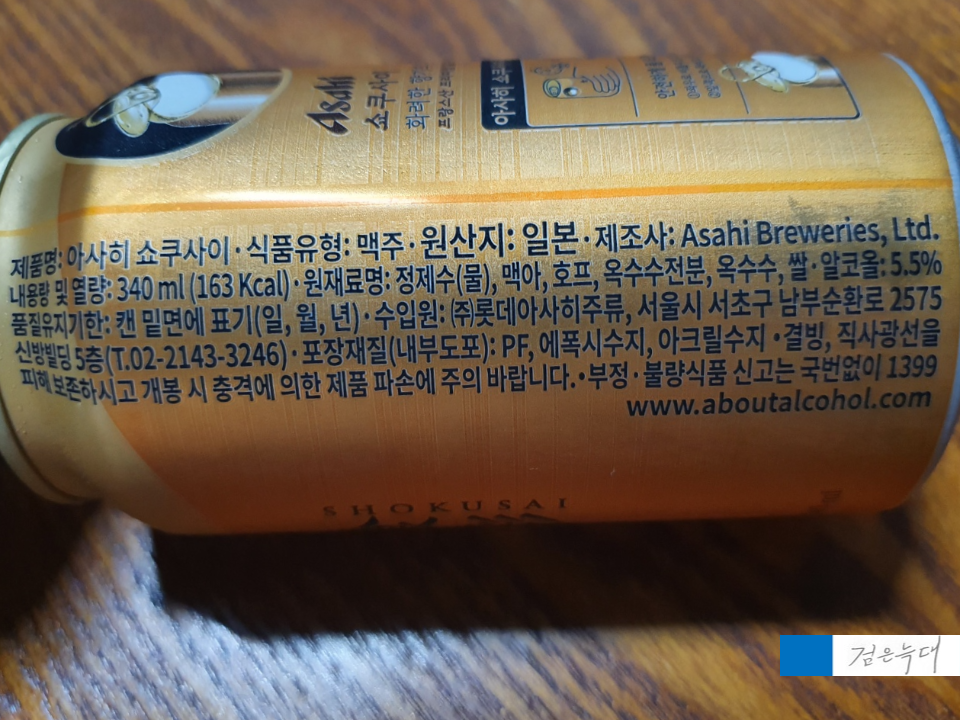 Asahi
쇼쿠사이
화려한 향
프랑스산
아사히 쇼쿠사이
제품명: 아사히 쇼쿠사이 · 식품유형: 맥주 · 원산지: 일본 · 제조사: Asahi Breweries, Ltd.
내용량 및 열량: 340 ml (163 Kcal) · 원재료명: 정제수(물), 맥아, 호프, 옥수수전분, 옥수수, 쌀 · 알코올: 5.5%
품질유지기한: 캔 밑면에 표기(일, 월, 년) · 수입원: ㈜롯데아사히주류, 서울시 서초구 남부순환로 2575
신방빌딩 5층(T.02-2143-3246) · 포장재질(내부도포): PF, 에폭시수지, 아크릴수지 · 결빙, 직사광선을
피해 보존하시고 개봉 시 충격에 의한 제품 파손에 주의 바랍니다. · 부정 · 불량식품 신고는 국번없이 1399
www.aboutalcohol.com
SHOKUSAI
검은늑대